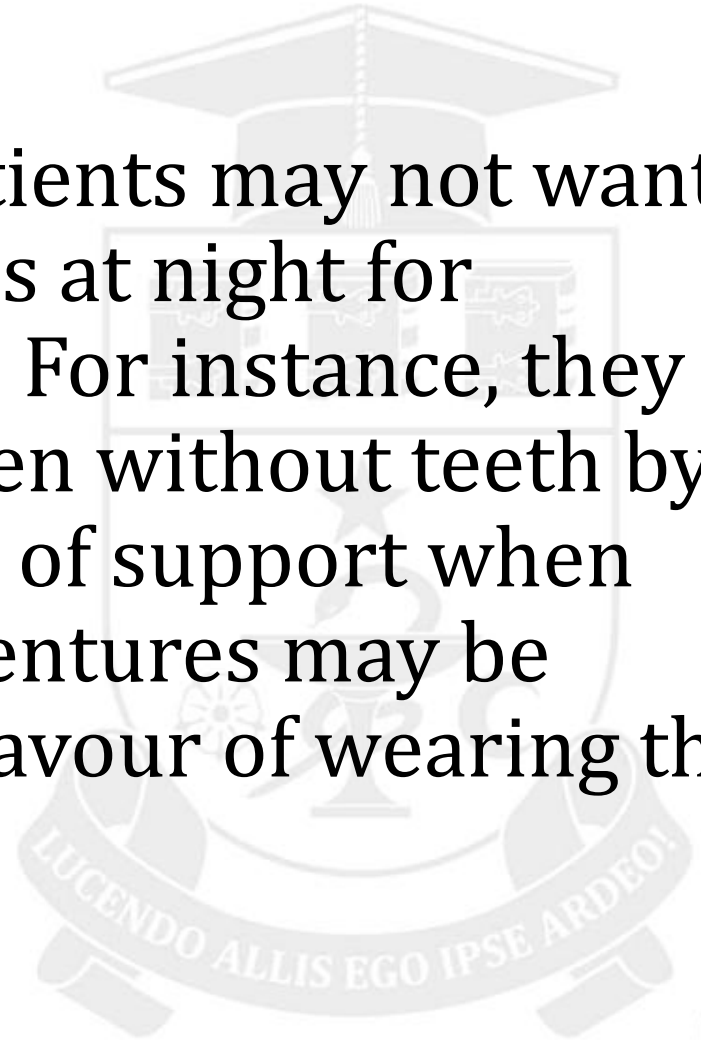 tients may not want
s at night for
For instance, they
en without teeth by
of support when
entures may be
avour of wearing th
LUCENDO ALLIS EGO IPSE ARDEO!